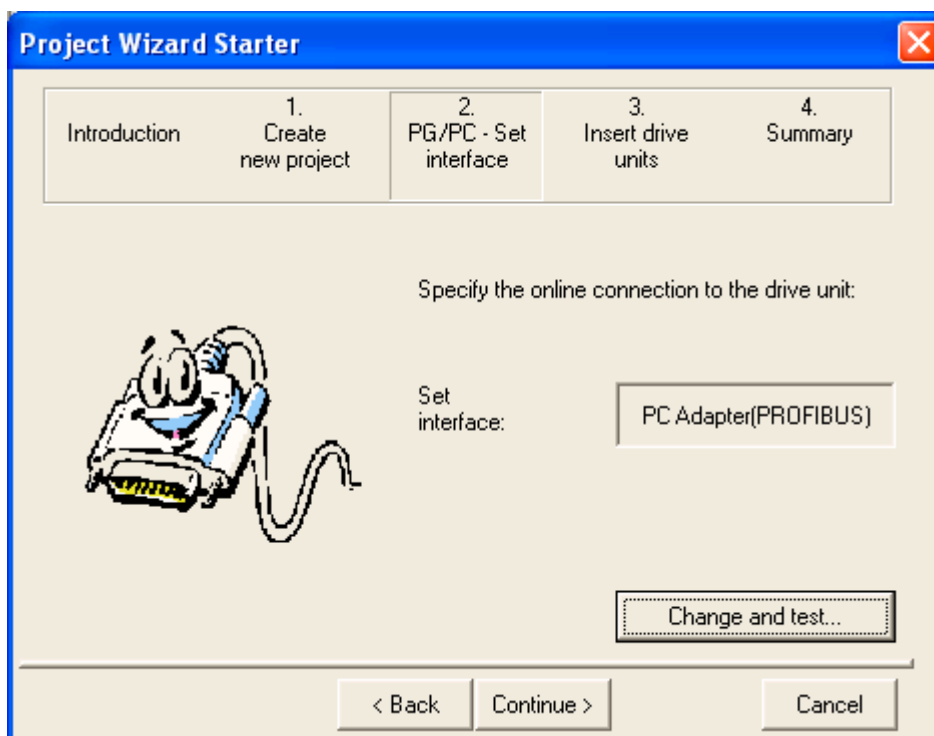 Project Wizard Starter
Introduction
1.
Create
new project
2.
PG/PC - Set
interface
3.
Insert drive
units
4.
Summary
Specify the online connection to the drive unit:
Set
interface:
PC Adapter(PROFIBUS)
Change and test...
< Back
Continue >
Cancel